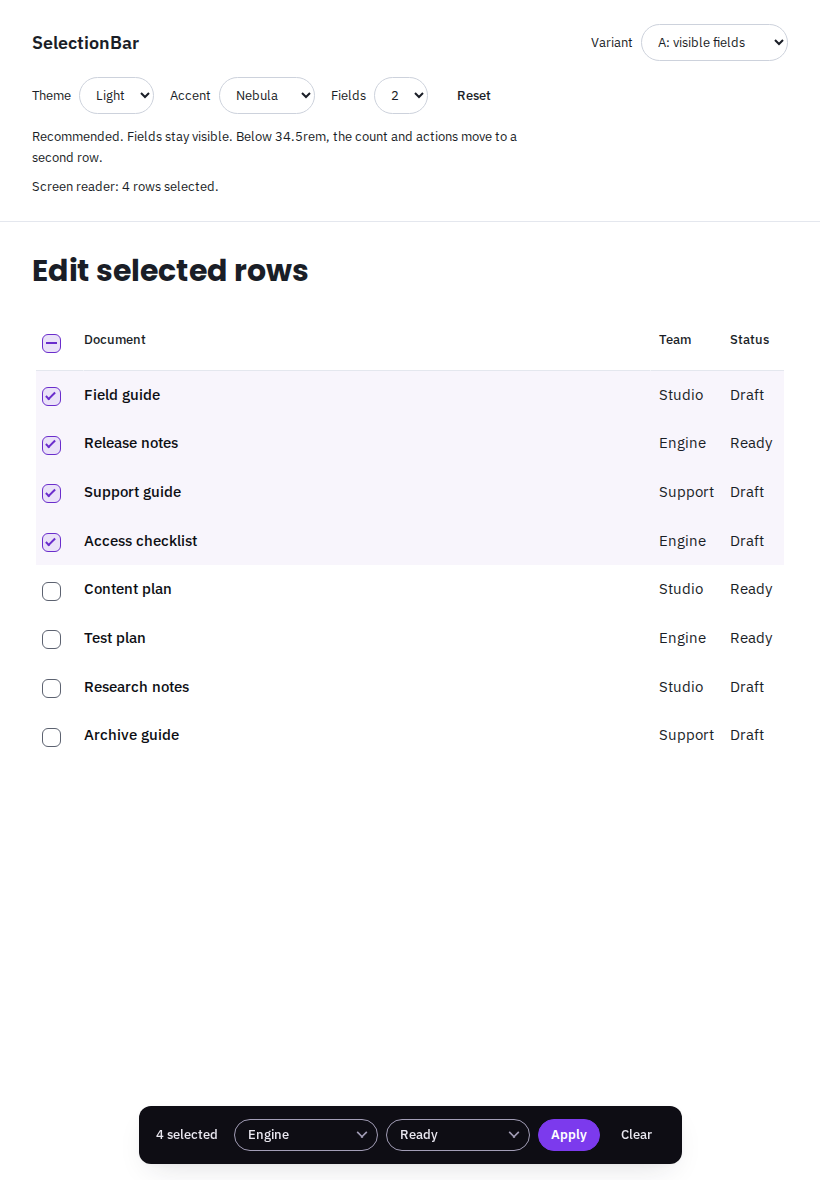 SelectionBar
Variant A: visible fields
Theme Light Accent Nebula Fields 2 Reset
Recommended. Fields stay visible. Below 34.5rem, the count and actions move to a
second row.
Screen reader: 4 rows selected.
Edit selected rows
Document Team Status
Field guide Studio Draft
Release notes Engine Ready
Support guide Support Draft
Access checklist Engine Draft
Content plan Studio Ready
Test plan Engine Ready
Research notes Studio Draft
Archive guide Support Draft
4 selected Engine Ready Apply Clear